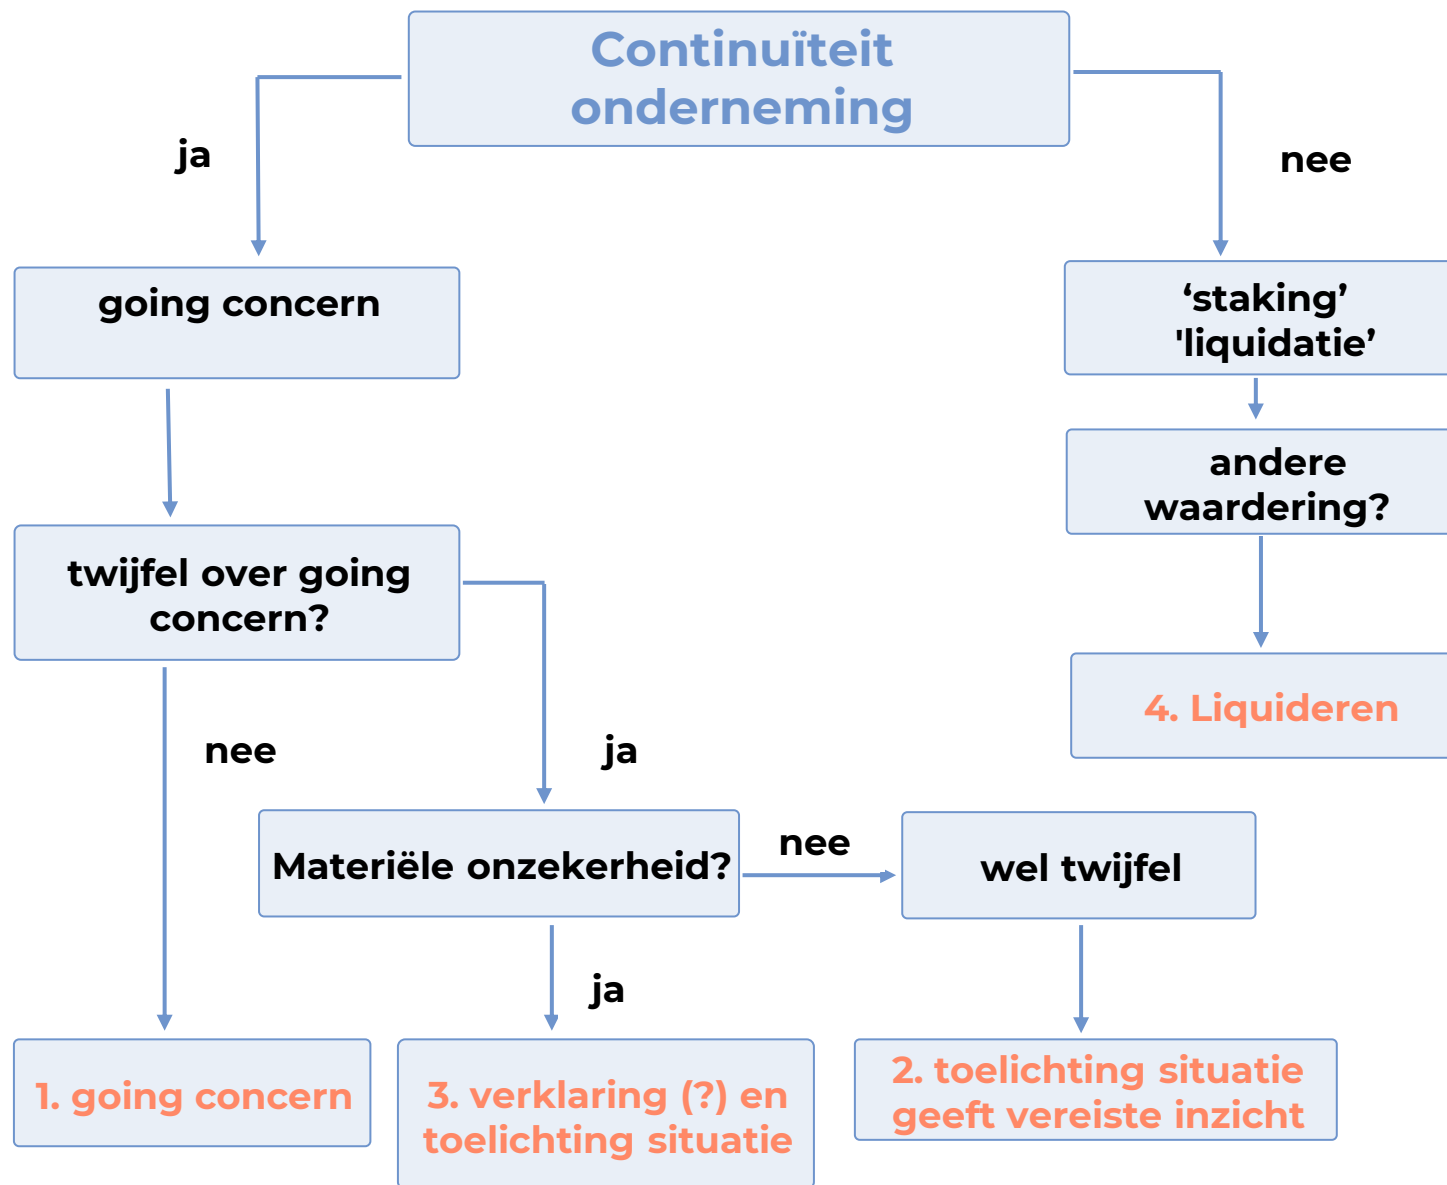 Continuïteit
onderneming
ja
nee
going concern
‘staking’
'liquidatie’
andere
waardering?
twijfel over going
concern?
4. Liquideren
nee
ja
Materiële onzekerheid?
nee
wel twijfel
ja
1. going concern
3. verklaring (?) en
toelichting situatie
2. toelichting situatie
geeft vereiste inzicht